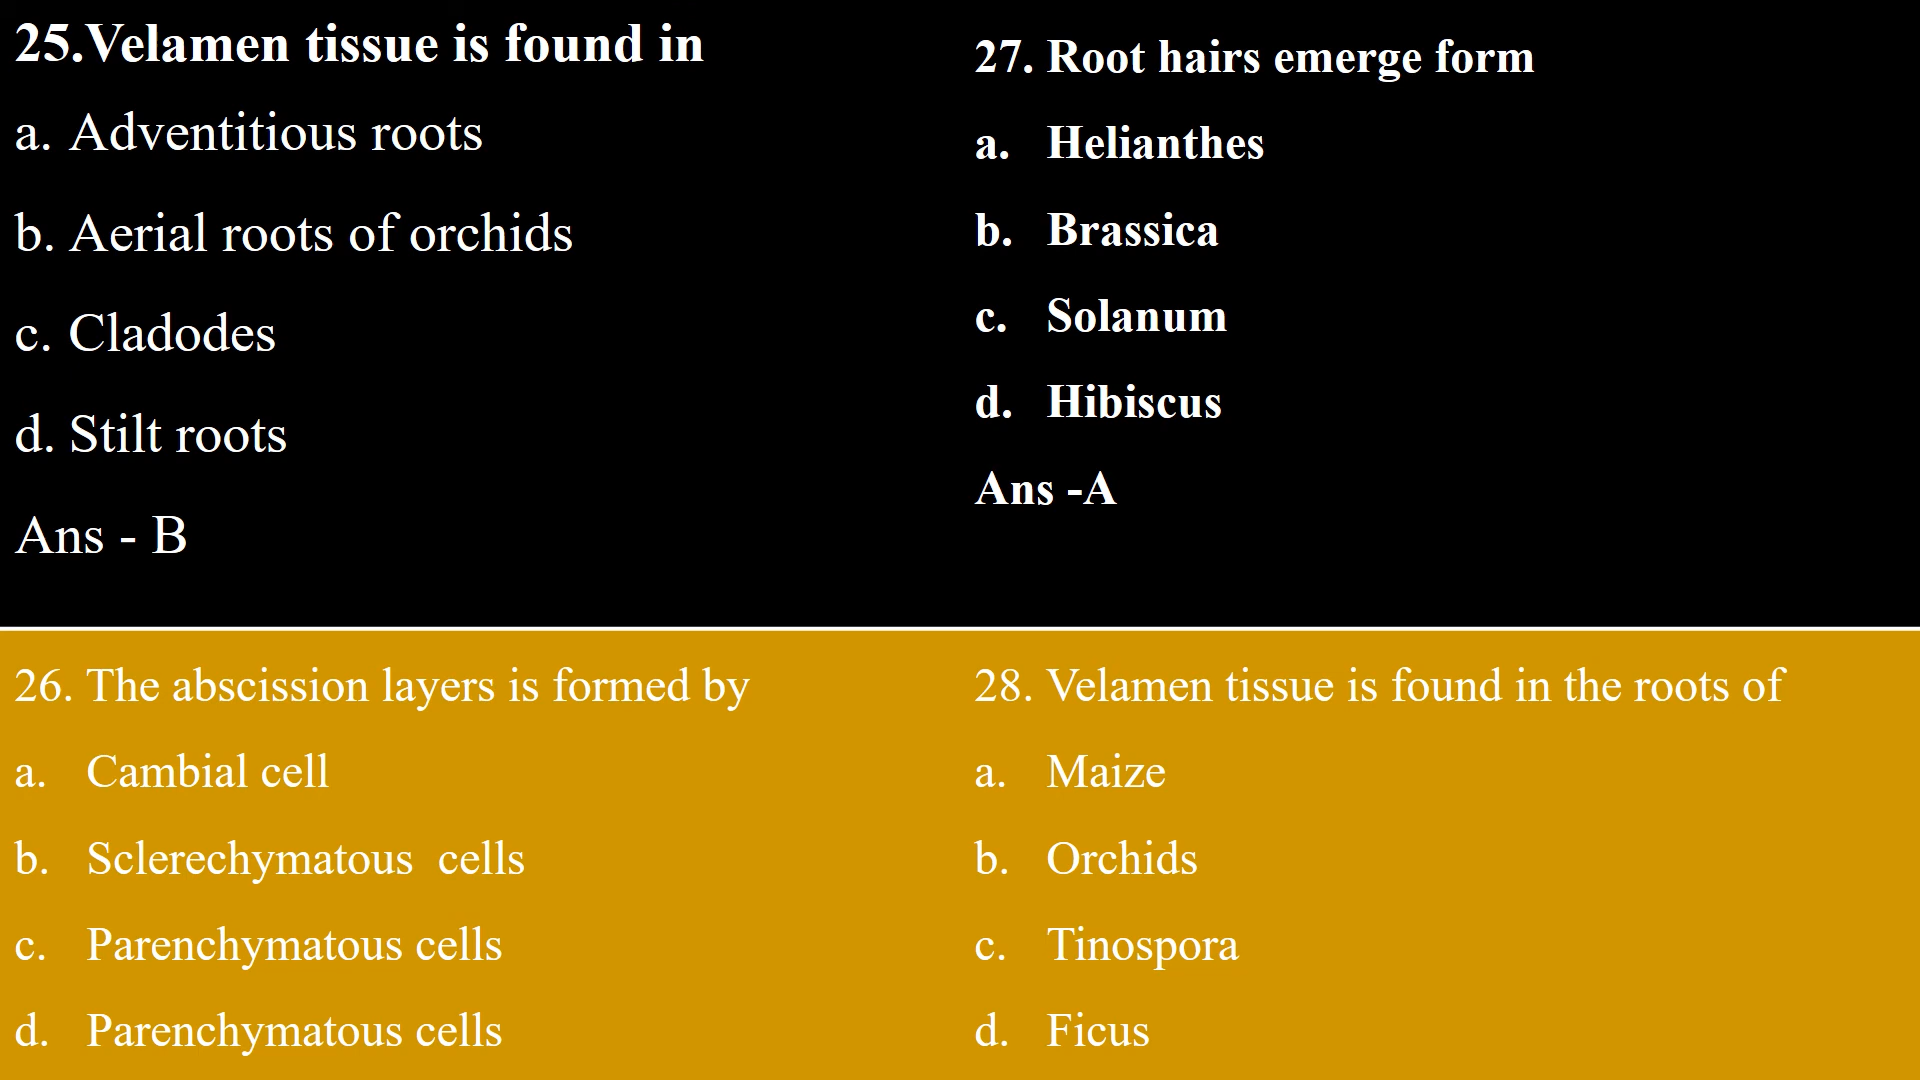 25.Velamen tissue is found in
a. Adventitious roots
b. Aerial roots of orchids
c. Cladodes
d. Stilt roots
Ans - B
27. Root hairs emerge form
a. Helianthes
b. Brassica
c. Solanum
d. Hibiscus
Ans -A
26. The abscission layers is formed by
a. Cambial cell
b. Sclerechymatous cells
c. Parenchymatous cells
d. Parenchymatous cells
28. Velamen tissue is found in the roots of
a. Maize
b. Orchids
c. Tinospora
d. Ficus